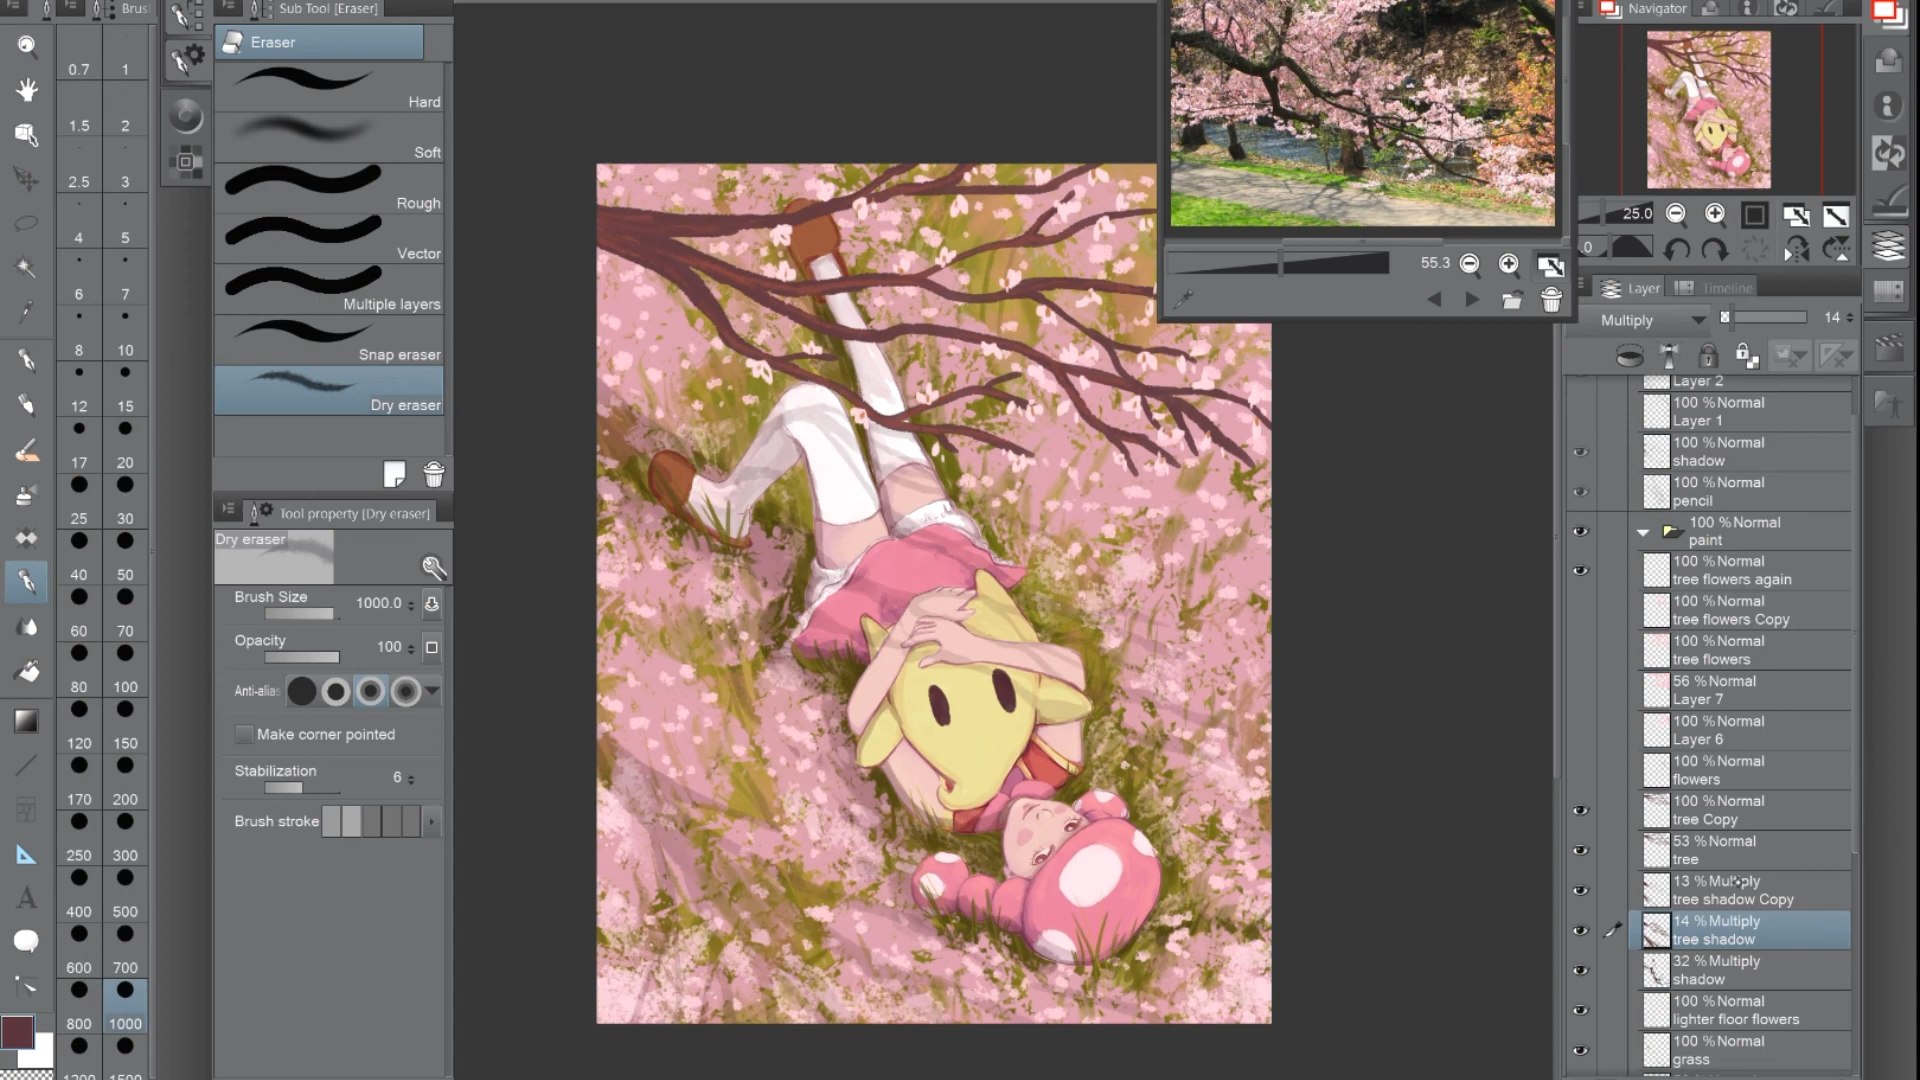 Brus
Sub Tool [Eraser]
Navigator
0.7 1
1.5 2
2.5 3
4 5
6 7
8 10
12 15
17 20
25 30
40 50
60 70
80 100
120 150
170 200
250 300
400 500
600 700
800 1000
1200 1500
Eraser
Hard
Soft
Rough
Vector
Multiple layers
Snap eraser
Dry eraser
Tool property [Dry eraser]
Dry eraser
Brush Size 1000.0
Opacity 100
Anti-alias
Make corner pointed
Stabilization 6
Brush stroke
A
55.3
25.0
.0
Layer
Timeline
Multiply 14
Layer 2
100 % Normal
Layer 1
100 % Normal
shadow
100 % Normal
pencil
100 % Normal
paint
100 % Normal
tree flowers again
100 % Normal
tree flowers Copy
100 % Normal
tree flowers
56 % Normal
Layer 7
100 % Normal
Layer 6
100 % Normal
flowers
100 % Normal
tree Copy
53 % Normal
tree
13 % Multiply
tree shadow Copy
14 % Multiply
tree shadow
32 % Multiply
shadow
100 % Normal
lighter floor flowers
100 % Normal
grass